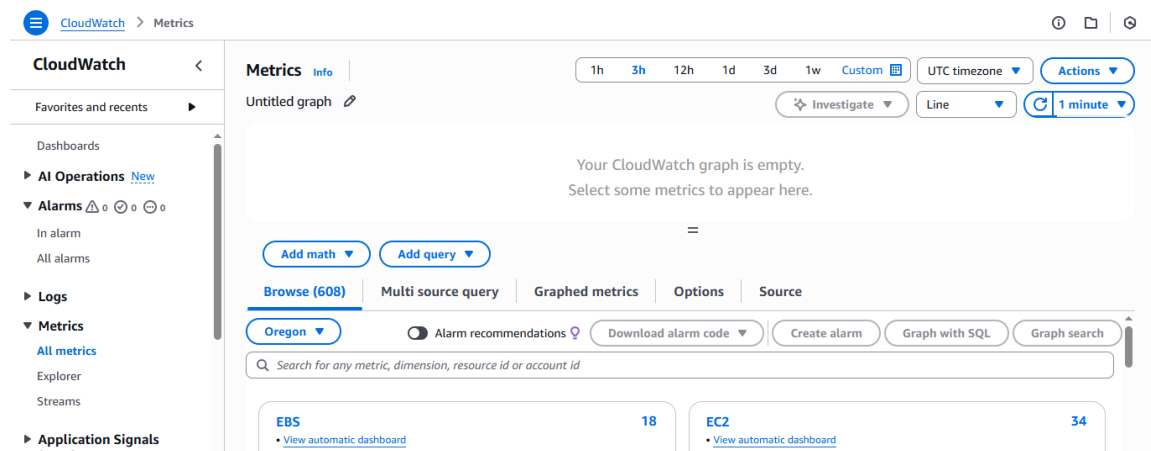 CloudWatch > Metrics
CloudWatch
Favorites and recents
Dashboards
AI Operations New
Alarms 0 0 0
In alarm
All alarms
Logs
Metrics
All metrics
Explorer
Streams
Application Signals
Metrics Info
1h 3h 12h 1d 3d 1w Custom UTC timezone Actions
Untitled graph
Investigate Line 1 minute
Your CloudWatch graph is empty.
Select some metrics to appear here.
Add math Add query
Browse (608) Multi source query Graphed metrics Options Source
Oregon Alarm recommendations Download alarm code Create alarm Graph with SQL Graph search
Search for any metric, dimension, resource id or account id
EBS 18
• View automatic dashboard
EC2 34
• View automatic dashboard